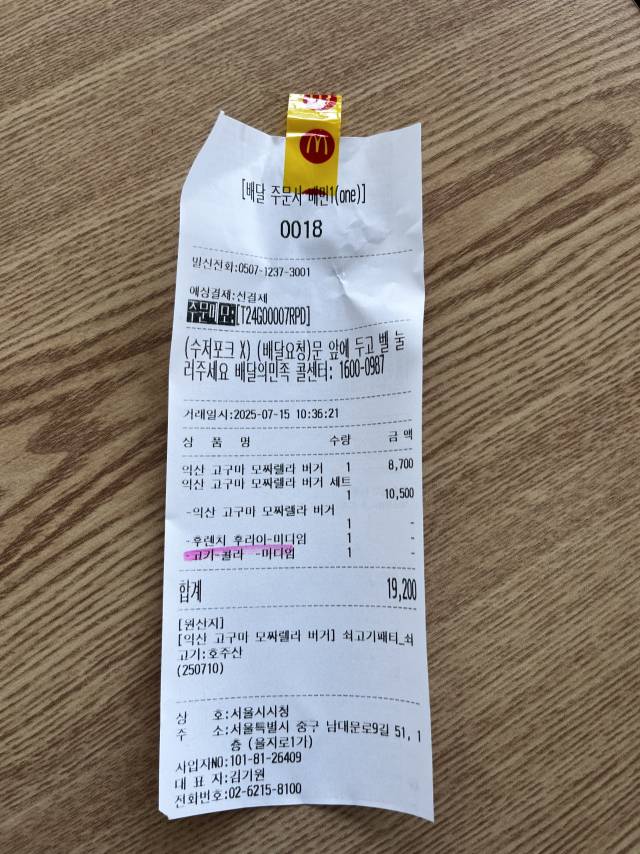 [배달 주문서 배민1(one)]
0018
발신전화:0507-1237-3001
예상결제:선결제
주문메모:[T24G00007RPD]
(수저포크 X) (배달요청)문 앞에 두고 벨 눌
러주세요 배달의민족 콜센터: 1600-0987
거래일시:2025-07-15 10:36:21
상 품 명 수량 금 액
익산 고구마 모짜렐라 버거 1 8,700
익산 고구마 모짜렐라 버거 세트
1 10,500
-익산 고구마 모짜렐라 버거
1 -
-후렌치 후라이-미디엄 1 -
-코카-콜라 -미디엄 1 -
합계 19,200
[원산지]
[익산 고구마 모짜렐라 버거] 쇠고기패티_쇠
고기:호주산
(250710)
상 호:서울시청
주 소:서울특별시 중구 남대문로9길 51, 1
층 (을지로1가)
사업자NO:101-81-26409
대 표 자:김기원
전화번호:02-6215-8100